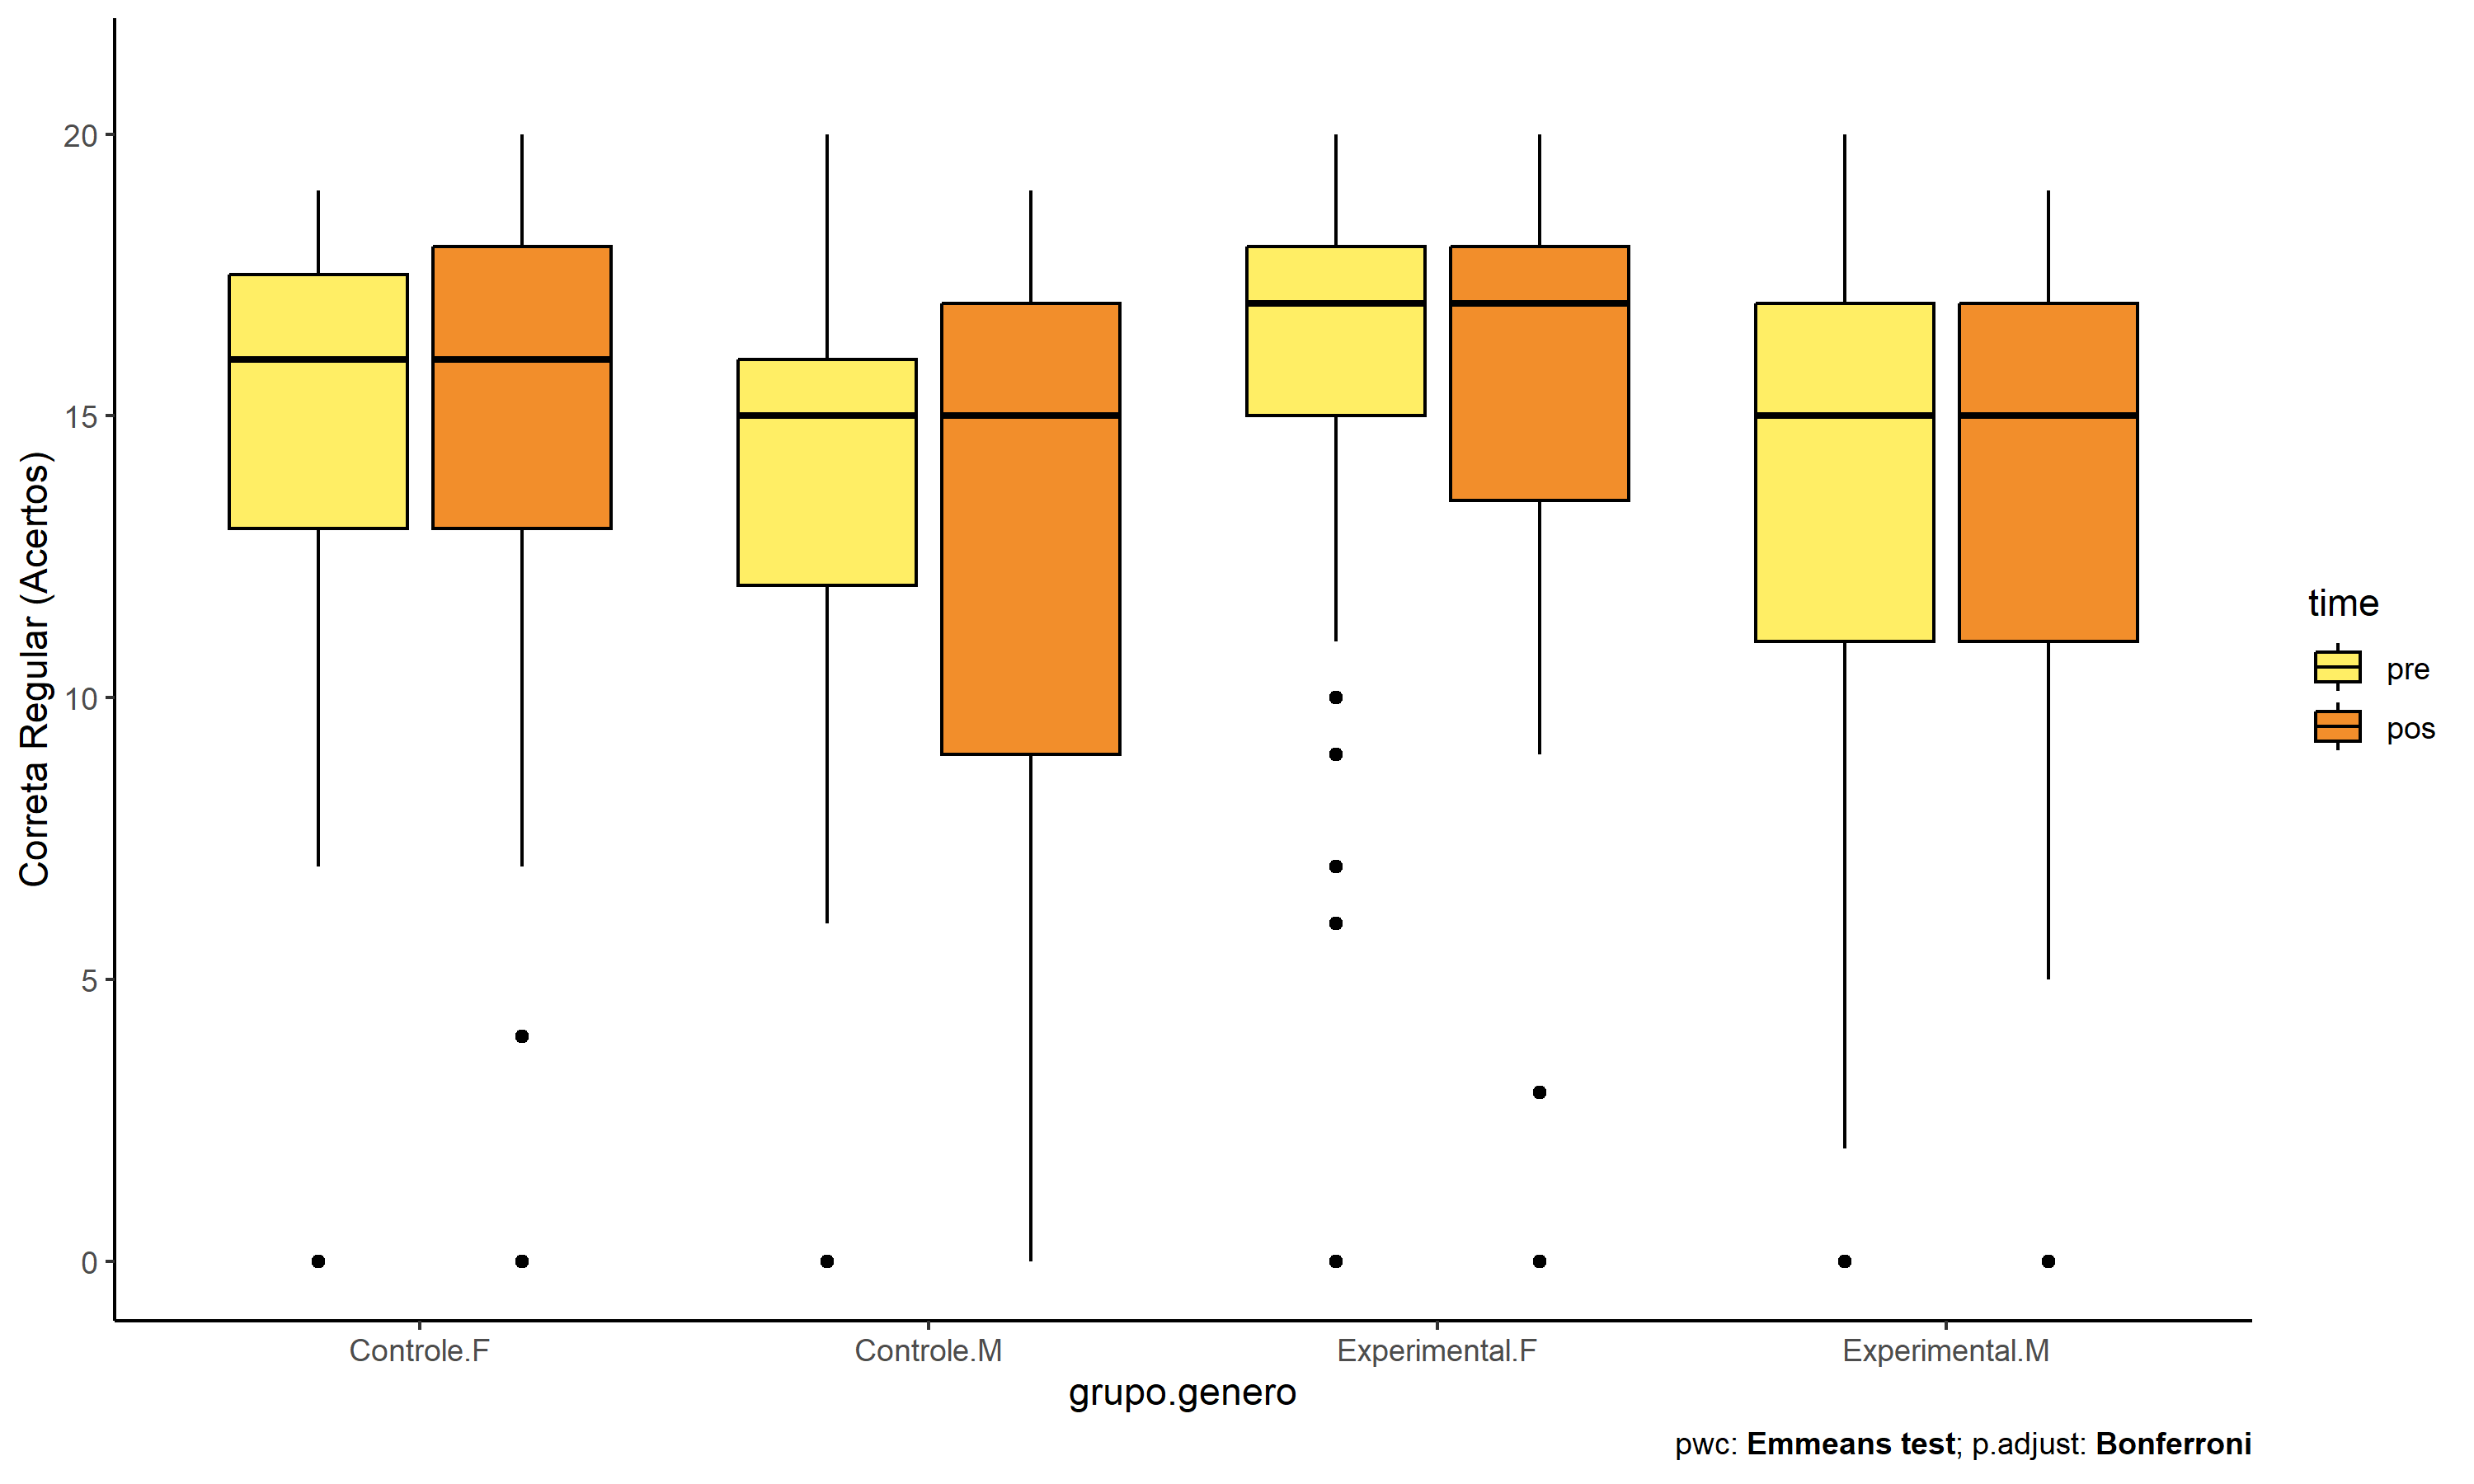 Correta Regular (Acertos)
20
15
10
5
0
Controle.F
Controle.M
Experimental.F
Experimental.M
grupo.genero
time
pre
pos
pwc: Emmeans test; p.adjust: Bonferroni